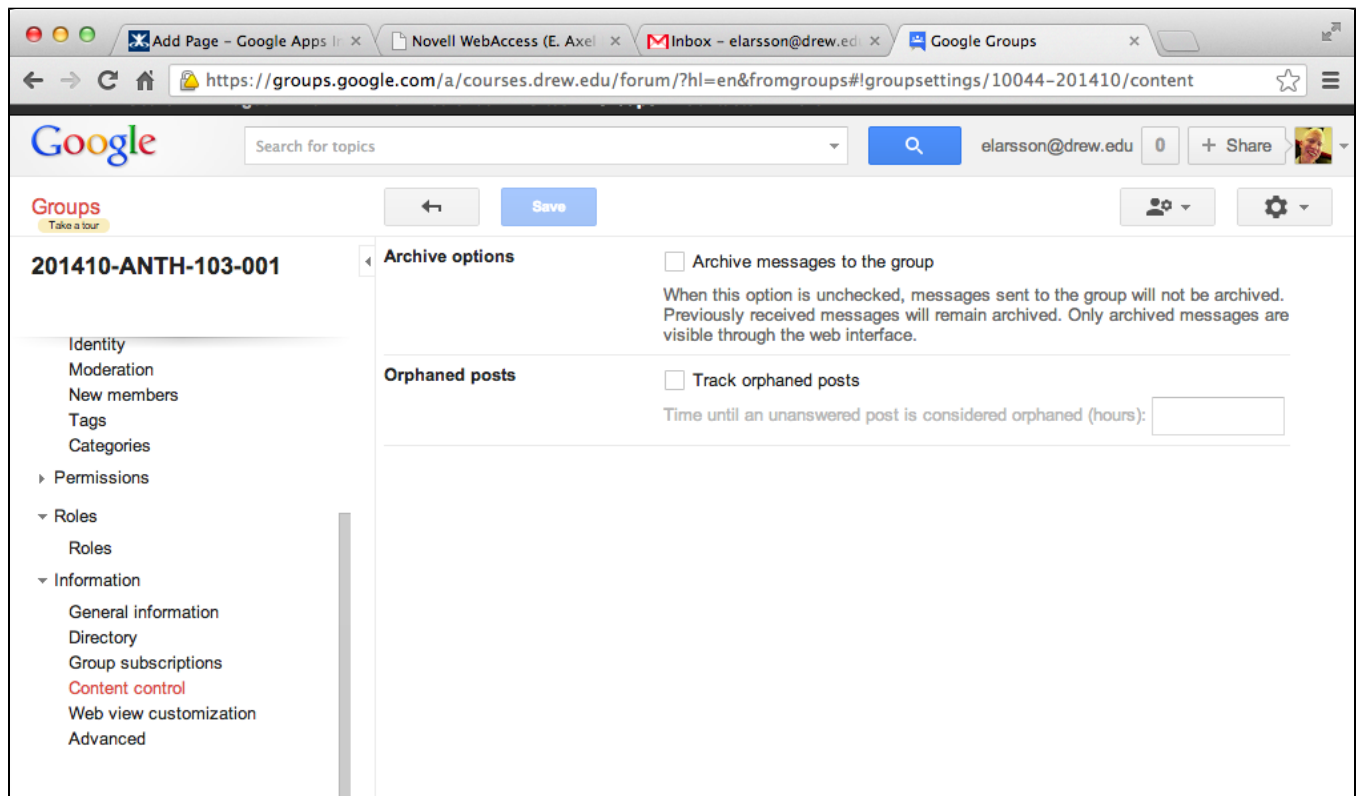 Add Page – Google Apps In
Novell WebAccess (E. Axel
Inbox – elarsson@drew.edu
Google Groups
https://groups.google.com/a/courses.drew.edu/forum/?hl=en&fromgroups#!groupsettings/10044-201410/content
Google
Search for topics
elarsson@drew.edu
0
+ Share
Groups
Take a tour
Save
201410-ANTH-103-001
Identity
Moderation
New members
Tags
Categories
Permissions
Roles
Roles
Information
General information
Directory
Group subscriptions
Content control
Web view customization
Advanced
Archive options
Archive messages to the group
When this option is unchecked, messages sent to the group will not be archived.
Previously received messages will remain archived. Only archived messages are
visible through the web interface.
Orphaned posts
Track orphaned posts
Time until an unanswered post is considered orphaned (hours):